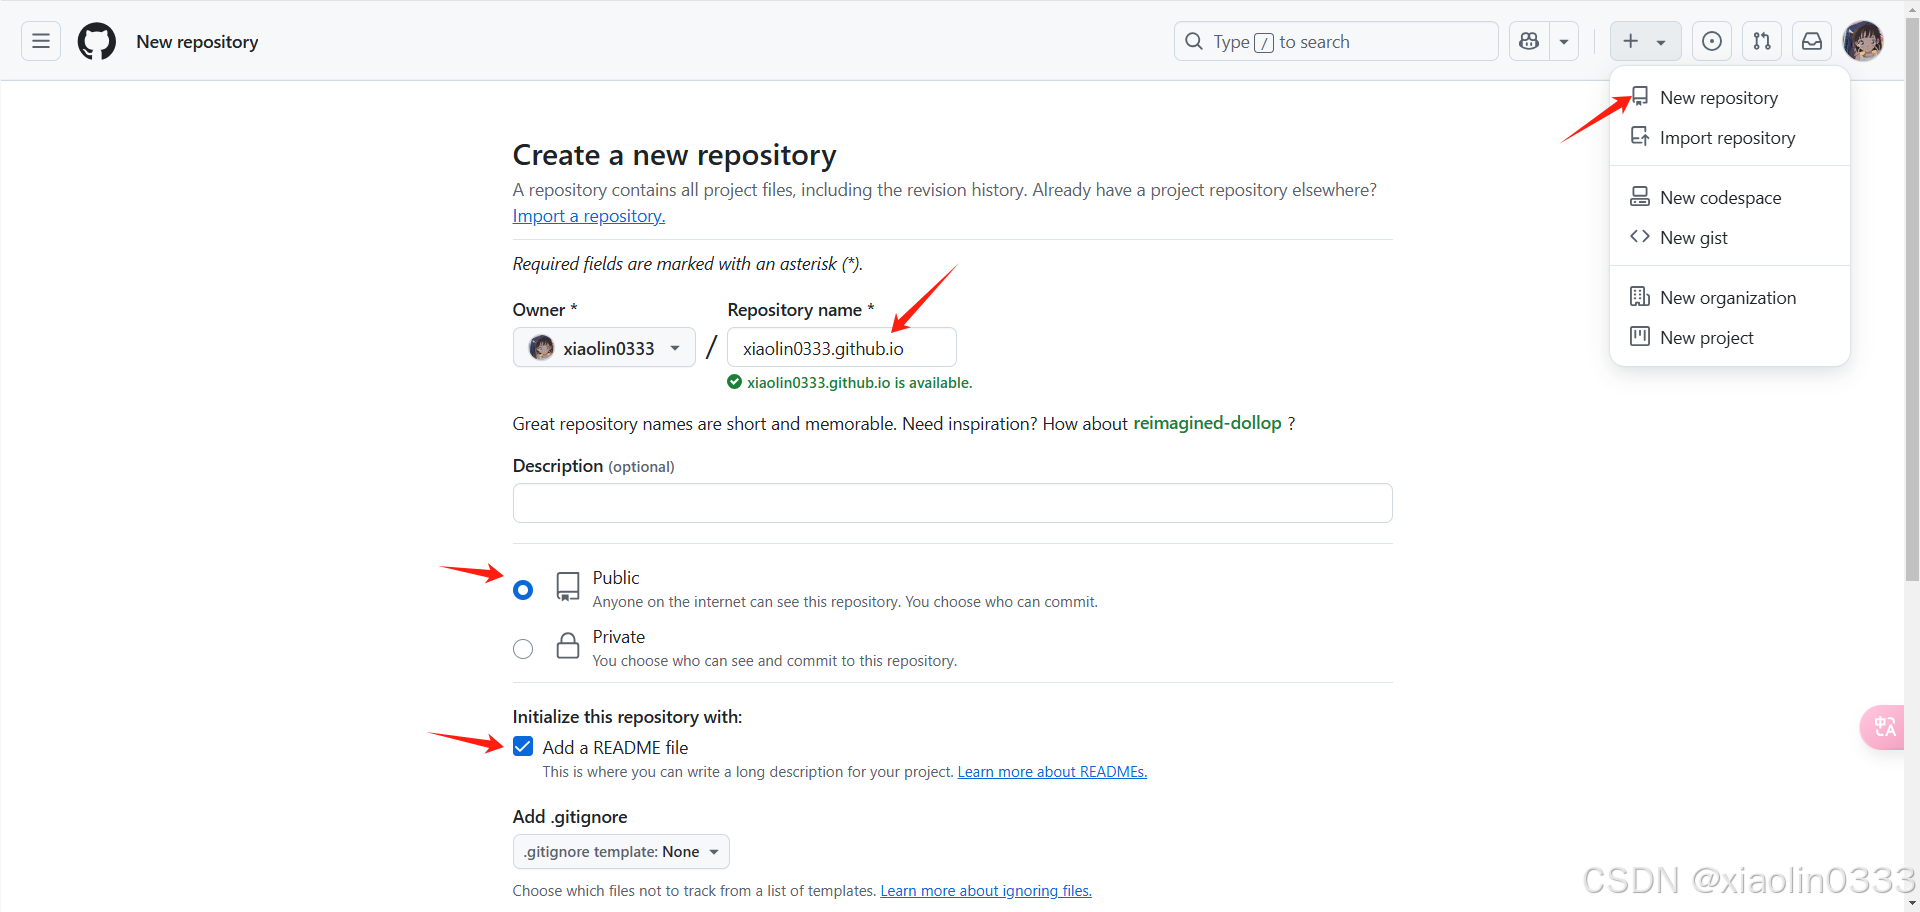 New repository
Type / to search
New repository
Import repository
New codespace
New gist
New organization
New project
Create a new repository
A repository contains all project files, including the revision history. Already have a project repository elsewhere?
Import a repository.
Required fields are marked with an asterisk (*).
Owner * Repository name *
xiaolin0333 / xiaolin0333.github.io
xiaolin0333.github.io is available.
Great repository names are short and memorable. Need inspiration? How about reimagined-dollop ?
Description (optional)
Public
Anyone on the internet can see this repository. You choose who can commit.
Private
You choose who can see and commit to this repository.
Initialize this repository with:
Add a README file
This is where you can write a long description for your project. Learn more about READMEs.
Add .gitignore
.gitignore template: None
Choose which files not to track from a list of templates. Learn more about ignoring files.
中A
CSDN @xiaolin0333